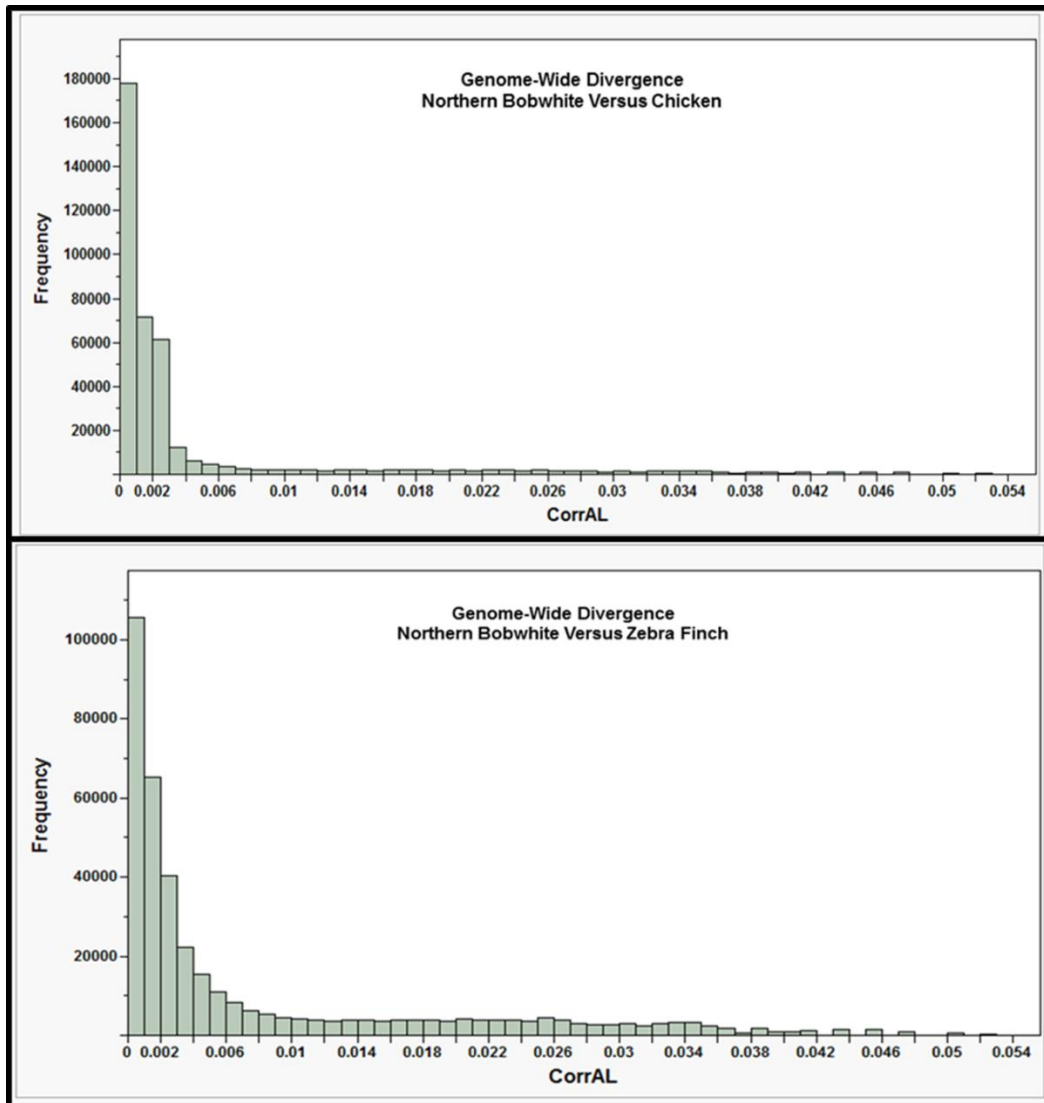 Genome-Wide Divergence
Northern Bobwhite Versus Chicken
Frequency
180000
160000
140000
120000
100000
80000
60000
40000
20000
0 0.002 0.006 0.01 0.014 0.018 0.022 0.026 0.03 0.034 0.038 0.042 0.046 0.05 0.054
CorrAL
Genome-Wide Divergence
Northern Bobwhite Versus Zebra Finch
Frequency
100000
80000
60000
40000
20000
0 0.002 0.006 0.01 0.014 0.018 0.022 0.026 0.03 0.034 0.038 0.042 0.046 0.05 0.054
CorrAL